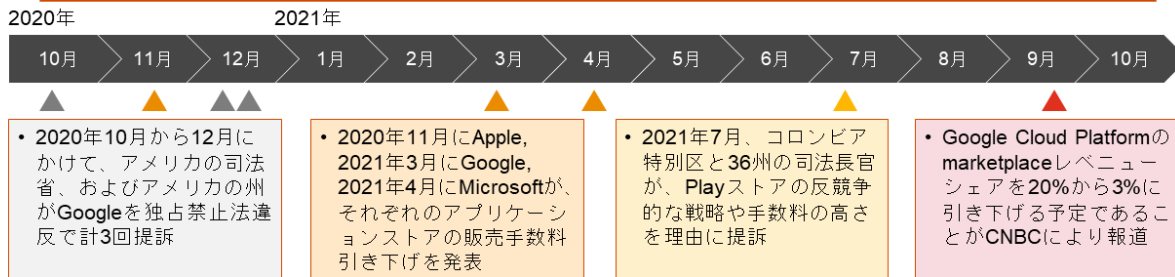 2020年 2021年
10月 11月 12月 1月 2月 3月 4月 5月 6月 7月 8月 9月 10月
• 2020年10月から12月に
かけて、アメリカの司法
省、およびアメリカの州
がGoogleを独占禁止法違
反で計3回提訴
• 2020年11月にApple,
2021年3月にGoogle,
2021年4月にMicrosoftが、
それぞれのアプリケーシ
ョンストアの販売手数料
引き下げを発表
• 2021年7月、コロンビア
特別区と36州の司法長官
が、Playストアの反競争
的な戦略や手数料の高さ
を理由に提訴
• Google Cloud Platformの
marketplaceレベニュー
シェアを20%から3%に
引き下げる予定であるこ
とがCNBCにより報道